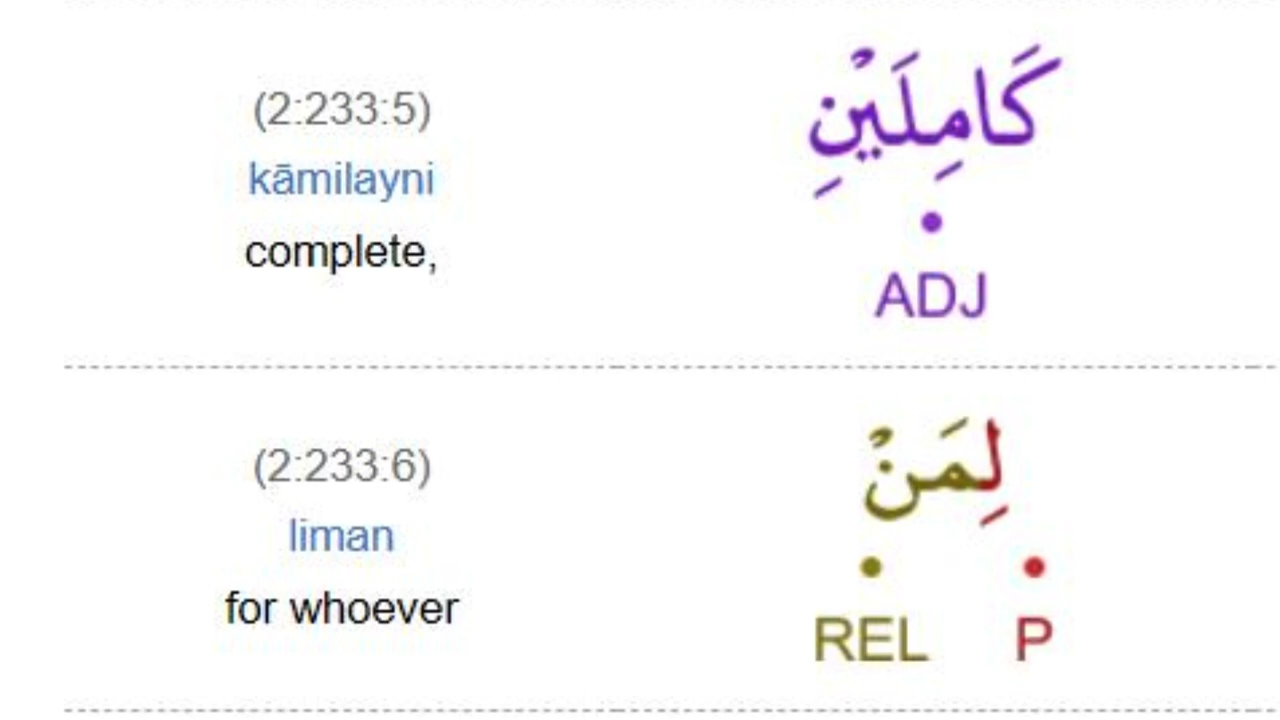 (2:233:5)
kāmilayni
complete,
كَامِلَيْنِ
ADJ
(2:233:6)
liman
for whoever
لِمَنْ
REL P